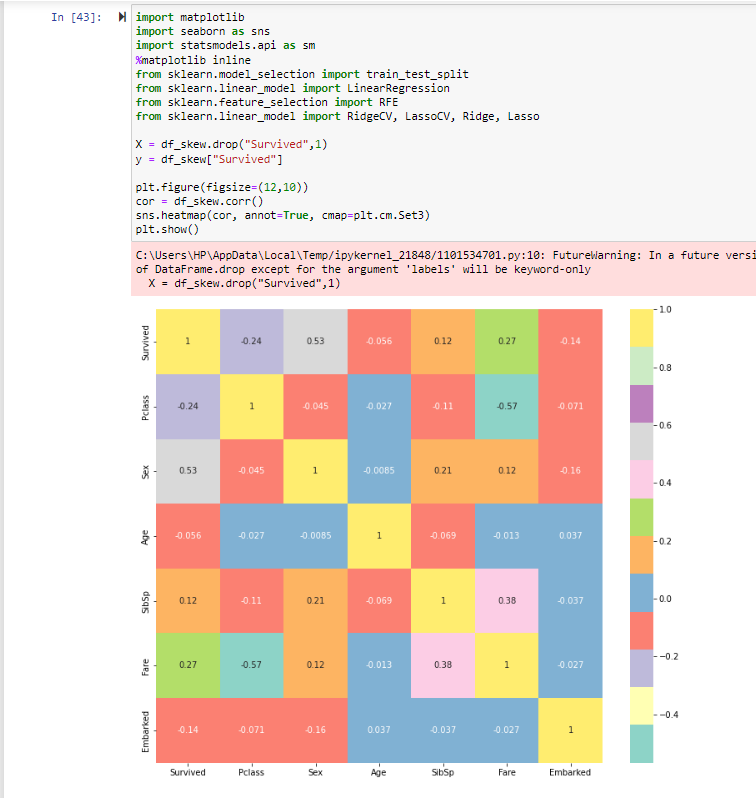 In [43]:
import matplotlib
import seaborn as sns
import statsmodels.api as sm
%matplotlib inline
from sklearn.model_selection import train_test_split
from sklearn.linear_model import LinearRegression
from sklearn.feature_selection import RFE
from sklearn.linear_model import RidgeCV, LassoCV, Ridge, Lasso
X = df_skew.drop("Survived",1)
y = df_skew["Survived"]
plt.figure(figsize=(12,10))
cor = df_skew.corr()
sns.heatmap(cor, annot=True, cmap=plt.cm.Set3)
plt.show()
C:\Users\HP\AppData\Local\Temp/ipykernel_21848/1101534701.py:10: FutureWarning: In a future versi
of DataFrame.drop except for the argument 'labels' will be keyword-only
X = df_skew.drop("Survived",1)
Survived 1 -0.24 0.53 -0.056 0.12 0.27 -0.14
Pclass -0.24 1 -0.045 -0.027 -0.11 -0.57 -0.071
Sex 0.53 -0.045 1 -0.0085 0.21 0.12 -0.16
Age -0.056 -0.027 -0.0085 1 -0.069 -0.013 0.037
SibSp 0.12 -0.11 0.21 -0.069 1 0.38 -0.037
Fare 0.27 -0.57 0.12 -0.013 0.38 1 -0.027
Embarked -0.14 -0.071 -0.16 0.037 -0.037 -0.027 1
Survived Pclass Sex Age SibSp Fare Embarked
1.0
0.8
0.6
0.4
0.2
0.0
−0.2
−0.4